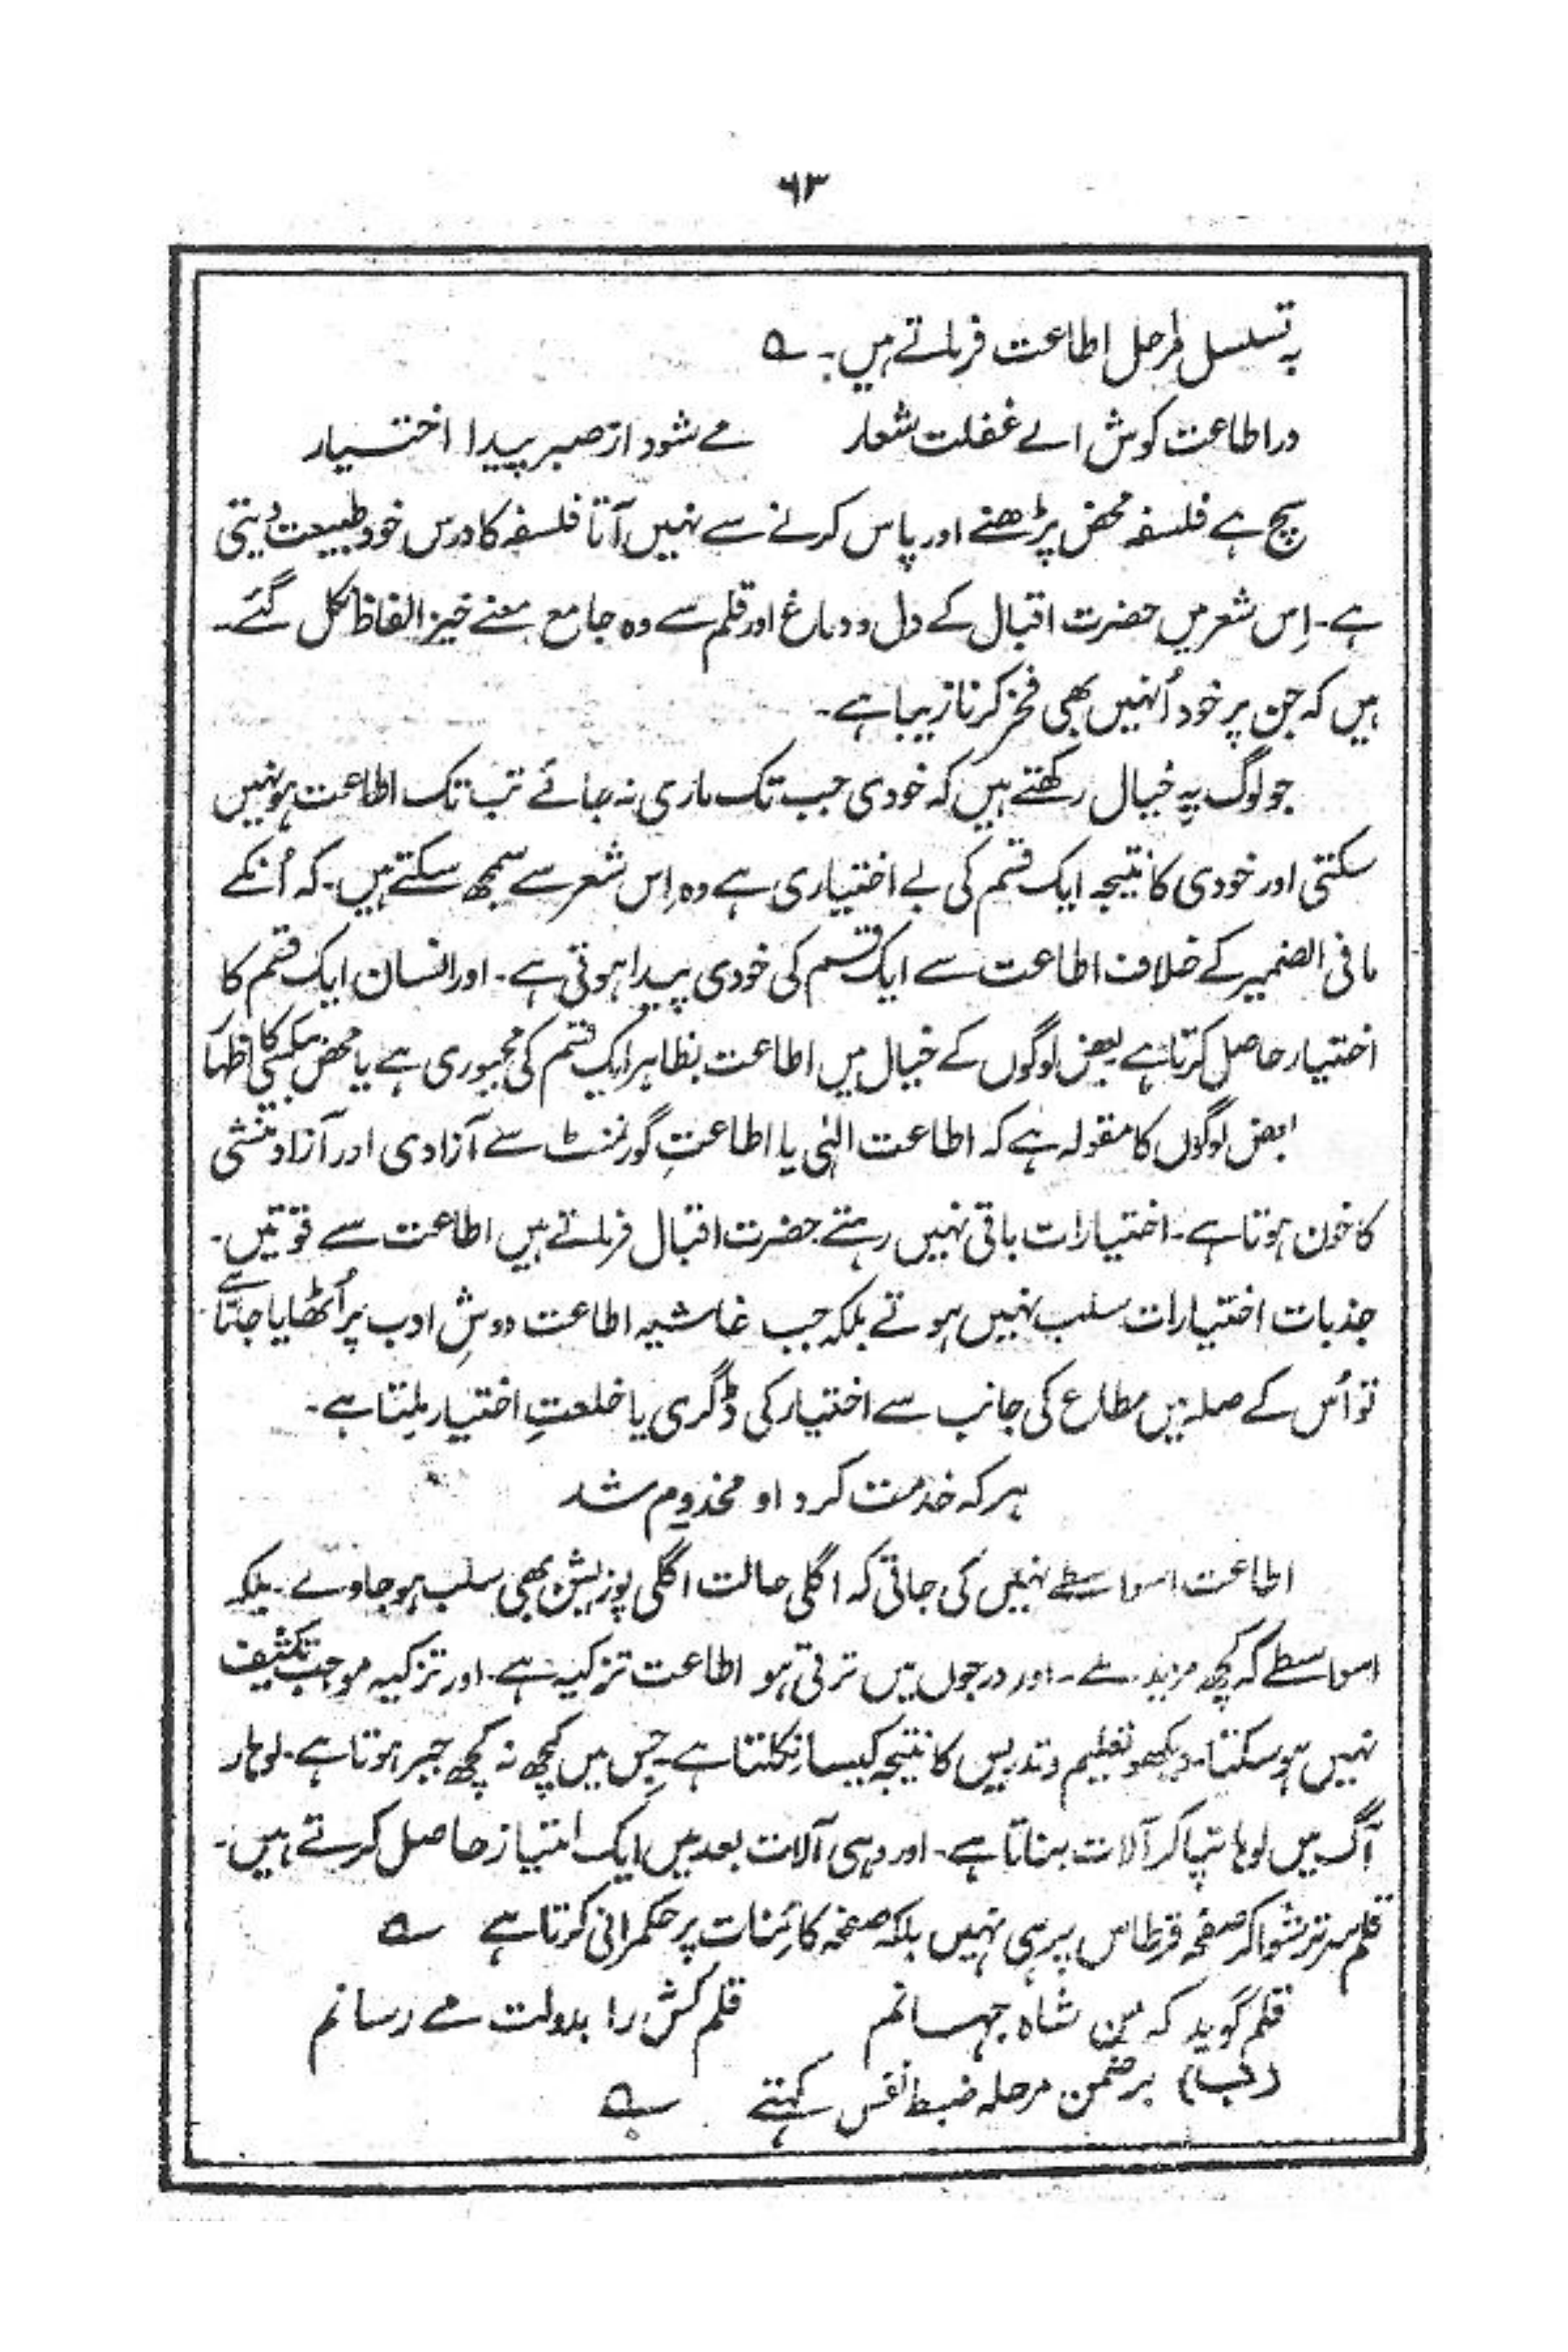 ۶۳
بہ تسلسل مراحل اطاعت فرماتے ہیں۔ ؎
در اطاعت کوش اے غفلت شعار مے شود از صبر پیدا اختیار
سچ ہے فلسفہ محض پڑھنے اور پاس کرنے سے نہیں آتا فلسفہ کا درس خود طبیعت دیتی
ہے۔ اِس شعر میں حضرت اقبال کے دل و دماغ اور قلم سے وہ جامع معنے خیز الفاظ نکل گئے۔
ہیں کہ جن پر خود اُنہیں بھی فخر کرنا زیبا ہے۔
جو لوگ یہ خیال رکھتے ہیں کہ خودی جب تک ماری نہ جائے تب تک اطاعت ہو نہیں
سکتی اور خودی کا نتیجہ ایک قسم کی بے اختیاری ہے وہ اِس شعر سے سمجھ سکتے ہیں۔ کہ اُنکے
مافی الضمیر کے خلاف اطاعت سے ایک قسم کی خودی پیدا ہوتی ہے۔ اور انسان ایک قسم کا
اختیار حاصل کرتا ہے بعض لوگوں کے خیال میں اطاعت بظاہر ایک قسم کی مجبوری ہے یا محض بیکسی کا اظہار
بعض لوگوں کا مقولہ ہے کہ اطاعت الٰہی یا اطاعتِ گورنمنٹ سے آزادی اور آزاد منشی
کا خون ہوتا ہے۔ اختیارات باقی نہیں رہتے حضرت اقبال فرماتے ہیں اطاعت سے قوتیں۔
جذبات اختیارات سلب نہیں ہوتے بلکہ جب غاشیہ اطاعت دوشِ ادب پر اُٹھایا جاتا ہے
تو اُس کے صلہ میں مطاع کی جانب سے اختیار کی ڈگری یا خلعتِ اختیار ملتا ہے۔
ہر کہ خدمت کرد او مخدوم شد
اطاعت اسواسطے نہیں کی جاتی کہ اگلی حالت اگلی پوزیشن بھی سلب ہو جاوے۔ بلکہ
اسواسطے کہ کچھ مزید ملے۔ اور درجوں میں ترقی ہو اطاعت تزکیہ ہے۔ اور تزکیہ موجب تکثیف
نہیں ہو سکتا۔ دیکھو تعلیم و تدریس کا نتیجہ کیسا نکلتا ہے۔ جس میں کچھ نہ کچھ جبر ہوتا ہے۔ لوہار
آگ میں لوہا تپا کر آلات بناتا ہے۔ اور وہی آلات بعد میں ایک امتیاز حاصل کرتے ہیں۔
قلم سر ترشوا کر صفحہ قرطاس پر ہی نہیں بلکہ صفحہ کائنات پر حکمرانی کرتا ہے ؎
قلم گوید کہ من شاہ جہانم قلم کش را بدولت مے رسانم
(ب) بر ضمن مرحلہ ضبط نفس کہتے ؎